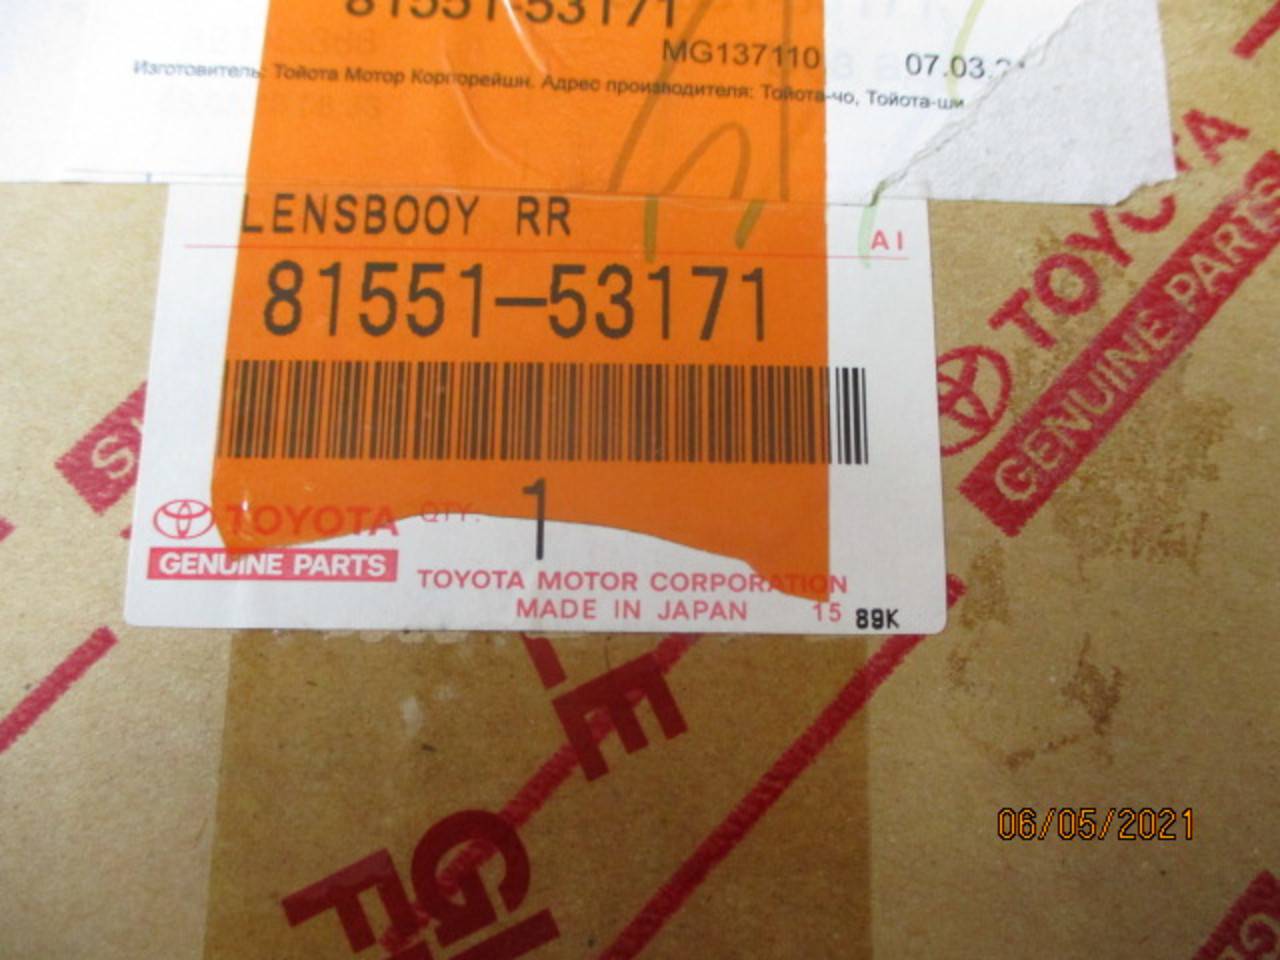 81551-53171
MG137110 07.03.
Изготовитель: Тойота Мотор Корпорейшн. Адрес производителя: Тойота-чо, Тойота-ши
LENSBOOY RR
AI
81551-53171
QTY. 1
TOYOTA
GENUINE PARTS
TOYOTA MOTOR CORPORATION
MADE IN JAPAN 15 89K
TOYOTA
GENUINE PARTS
06/05/2021